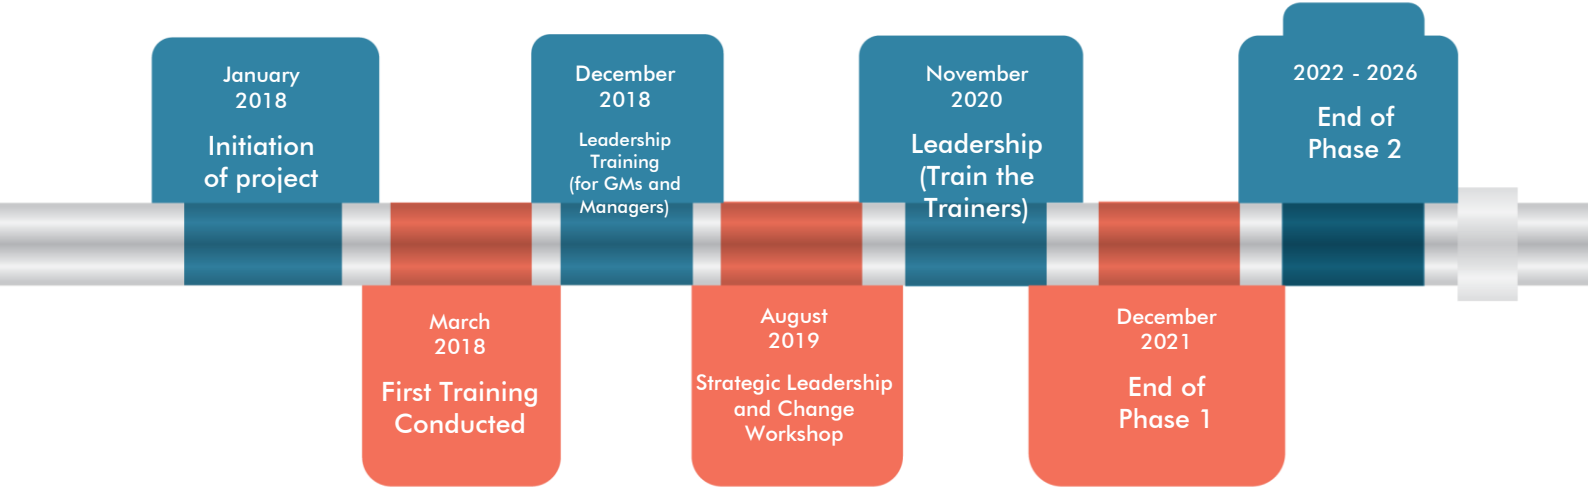 January
2018
Initiation
of project
March
2018
First Training
Conducted
December
2018
Leadership
Training
(for GMs and
Managers)
August
2019
Strategic Leadership
and Change
Workshop
November
2020
Leadership
(Train the
Trainers)
December
2021
End of
Phase 1
2022 - 2026
End of
Phase 2